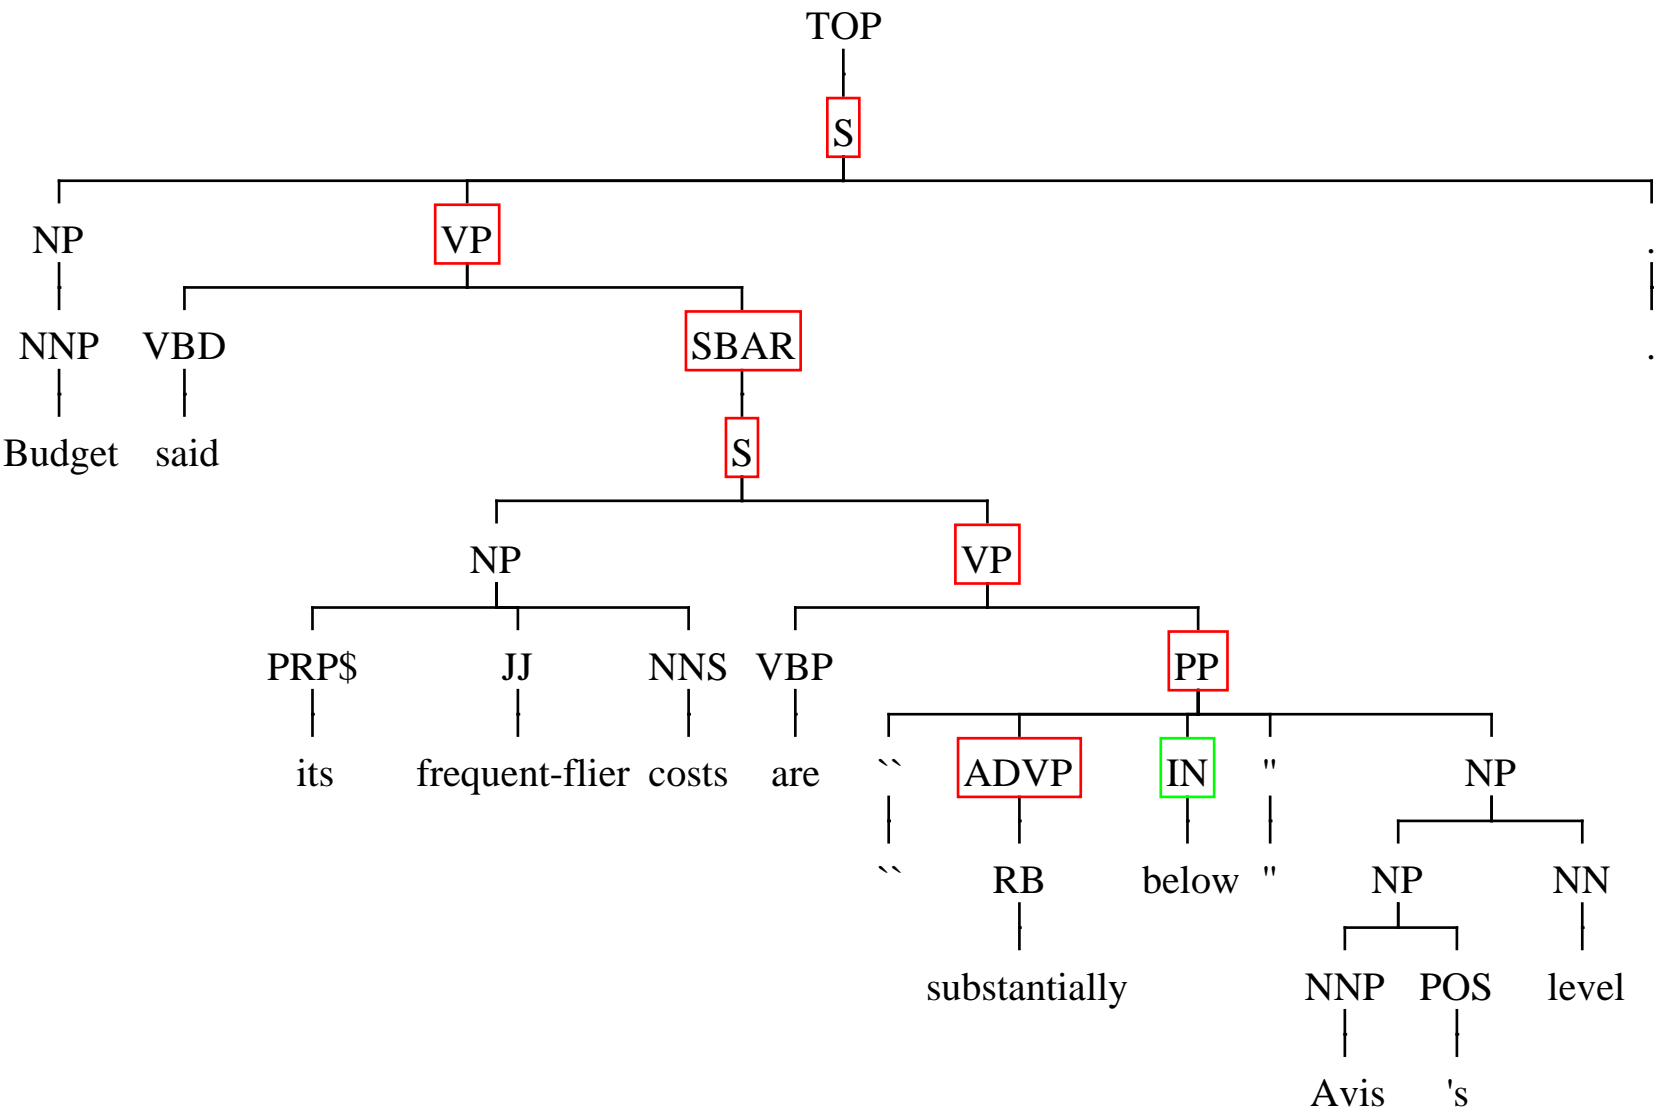 TOP
S
NP VP .
NNP VBD SBAR .
Budget said S
NP VP
PRP$ JJ NNS VBP PP
its frequent-flier costs are `` ADVP IN '' NP
`` RB below '' NP NN
substantially NNP POS level
Avis 's